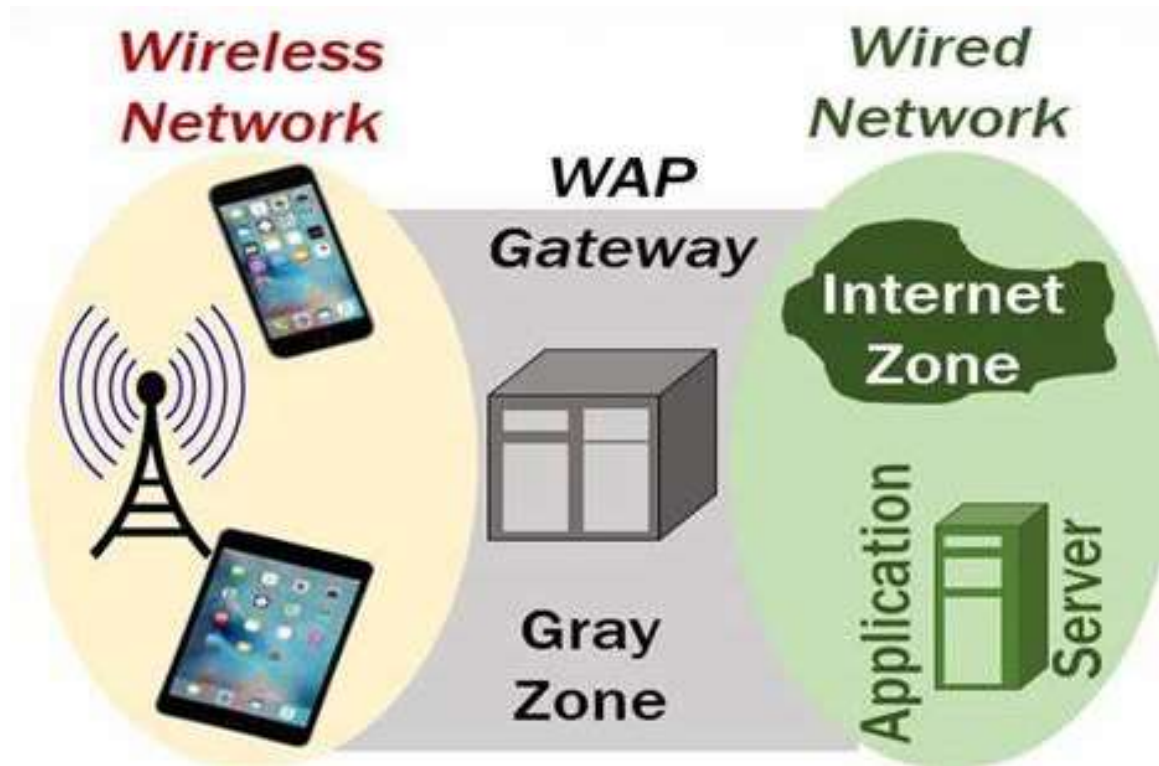 Wireless
Network
WAP
Gateway
Gray
Zone
Wired
Network
Internet
Zone
Application
Server